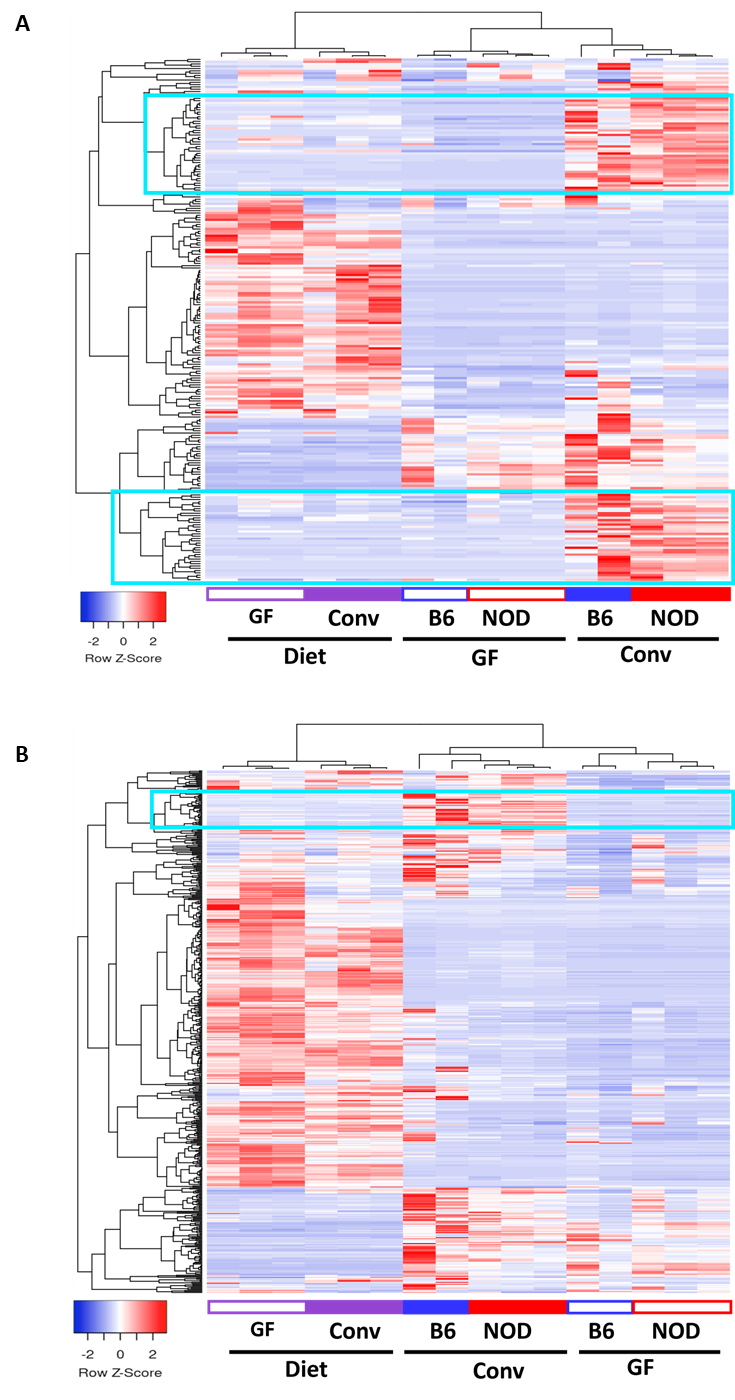 A
-2 0 2
Row Z-Score
GF Conv B6 NOD B6 NOD
Diet GF Conv
B
-2 0 2
Row Z-Score
GF Conv B6 NOD B6 NOD
Diet Conv GF